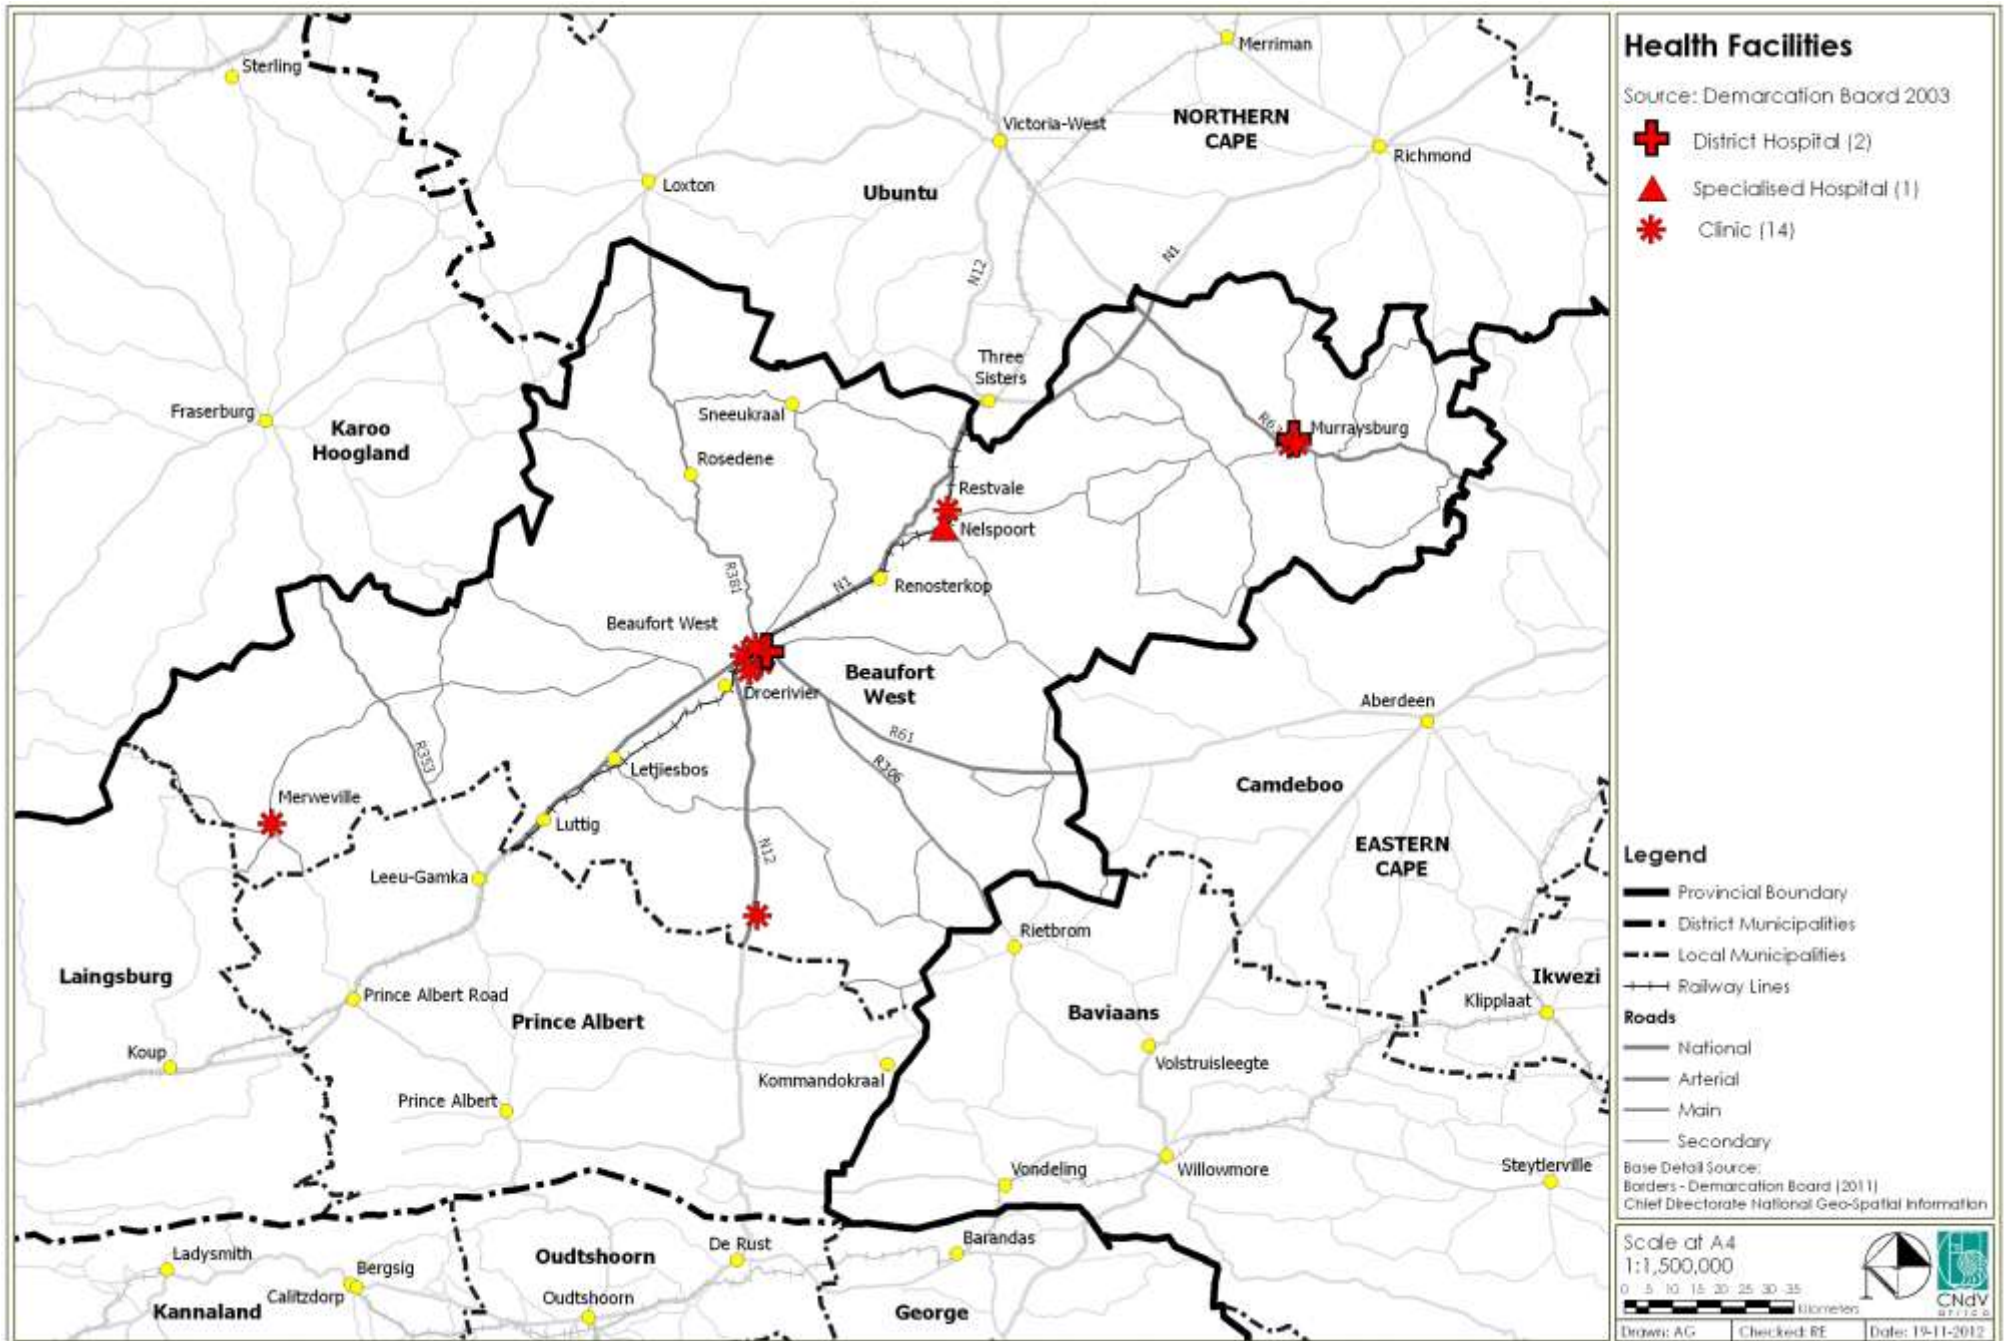 Sterling
Merriman
Victoria-West
NORTHERN
CAPE
Richmond
Loxton
Ubuntu
N12
N1
Three
Sisters
Fraserburg
Karoo
Hoogland
Sneeukraal
Rosedene
Murraysburg
Restvale
Nelspoort
R381
N1
Renosterkop
Beaufort West
Beaufort
West
Droerivier
Aberdeen
R61
R306
R353
Letjiesbos
Camdeboo
Merweville
Luttig
N12
EASTERN
CAPE
Leeu-Gamka
Rietbrom
Laingsburg
Ikwezi
Prince Albert Road
Klipplaat
Prince Albert
Baviaans
Koup
Volstruisleegte
Kommandokraal
Prince Albert
Vondeling
Willowmore
Steytlerville
Ladysmith
Oudtshoorn
De Rust
Barandas
Bergsig
Calitzdorp
Oudtshoorn
Kannaland
George
Health Facilities
Source: Demarcation Baord 2003
District Hospital (2)
Specialised Hospital (1)
Clinic (14)
Legend
Provincial Boundary
District Municipalities
Local Municipalities
Railway Lines
Roads
National
Arterial
Main
Secondary
Base Detail Source:
Borders - Demarcation Board (2011)
Chief Directorate National Geo-Spatial Information
Scale at A4
1:1,500,000
0 5 10 15 20 25 30 35
Kilometers
CNdV
africa
Drawn: AG
Checked: RE
Date: 19-11-2012